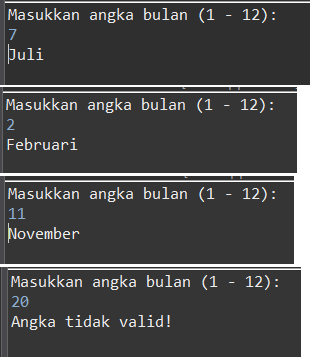 Masukkan angka bulan (1 - 12):
7
Juli
Masukkan angka bulan (1 - 12):
2
Februari
Masukkan angka bulan (1 - 12):
11
November
Masukkan angka bulan (1 - 12):
20
Angka tidak valid!